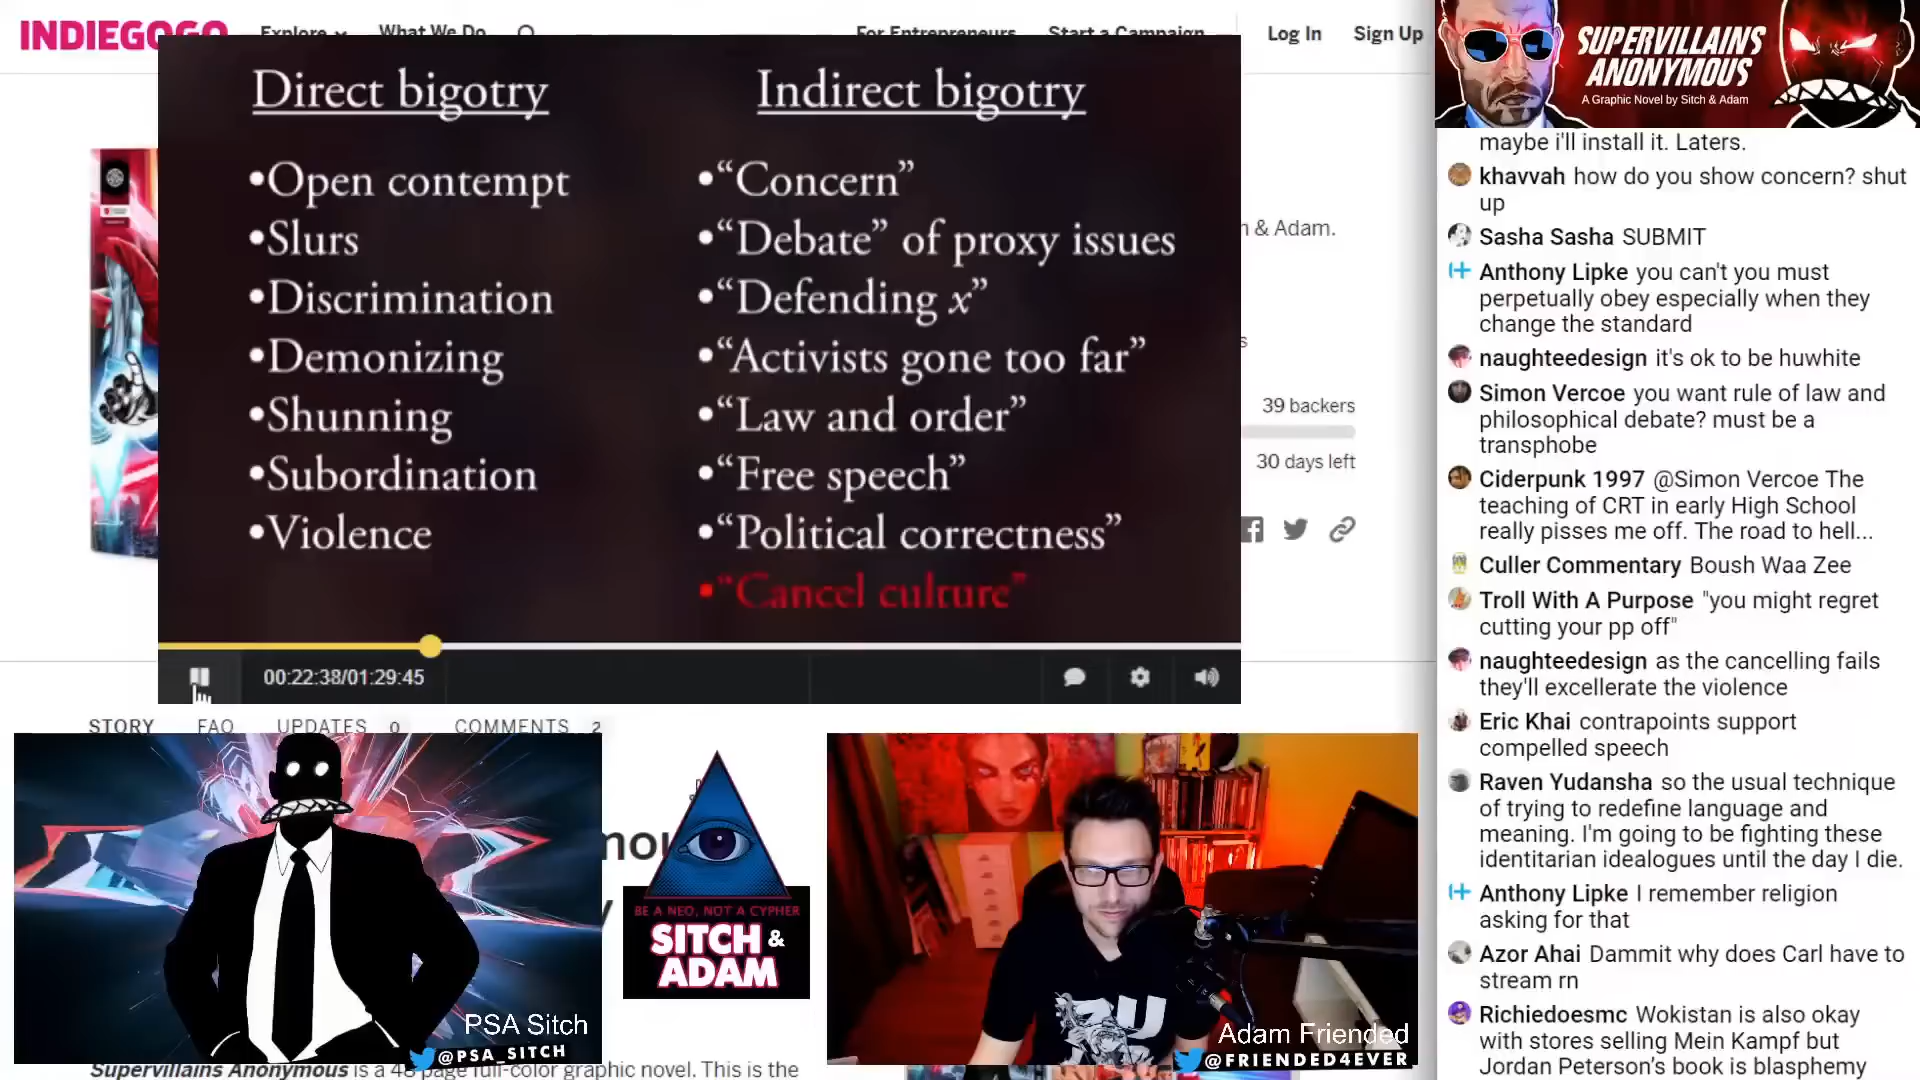 INDIEGOGO
Explore
What We Do
For Entrepreneurs
Start a Campaign
Log In
Sign Up
Direct bigotry
•Open contempt
•Slurs
•Discrimination
•Demonizing
•Shunning
•Subordination
•Violence
Indirect bigotry
•“Concern”
•“Debate” of proxy issues
•“Defending x”
•“Activists gone too far”
•“Law and order”
•“Free speech”
•“Political correctness”
•“Cancel culture”
00:22:38/01:29:45
& Adam.
39 backers
30 days left
STORY
FAQ
UPDATES 0
COMMENTS 2
BE A NEO, NOT A CYPHER
SITCH &
ADAM
PSA Sitch
@PSA_SITCH
Adam Friended
@FRIENDED4EVER
Supervillains Anonymous is a 48 page full-color graphic novel. This is the
SUPERVILLAINS
ANONYMOUS
A Graphic Novel by Sitch & Adam
maybe i'll install it. Laters.
khavvah how do you show concern? shut
up
Sasha Sasha SUBMIT
Anthony Lipke you can't you must
perpetually obey especially when they
change the standard
naughteedesign it's ok to be huwhite
Simon Vercoe you want rule of law and
philosophical debate? must be a
transphobe
Ciderpunk 1997 @Simon Vercoe The
teaching of CRT in early High School
really pisses me off. The road to hell...
Culler Commentary Boush Waa Zee
Troll With A Purpose "you might regret
cutting your pp off"
naughteedesign as the cancelling fails
they'll excellerate the violence
Eric Khai contrapoints support
compelled speech
Raven Yudansha so the usual technique
of trying to redefine language and
meaning. I'm going to be fighting these
identitarian idealogues until the day I die.
Anthony Lipke I remember religion
asking for that
Azor Ahai Dammit why does Carl have to
stream rn
Richiedoesmc Wokistan is also okay
with stores selling Mein Kampf but
Jordan Peterson's book is blasphemy